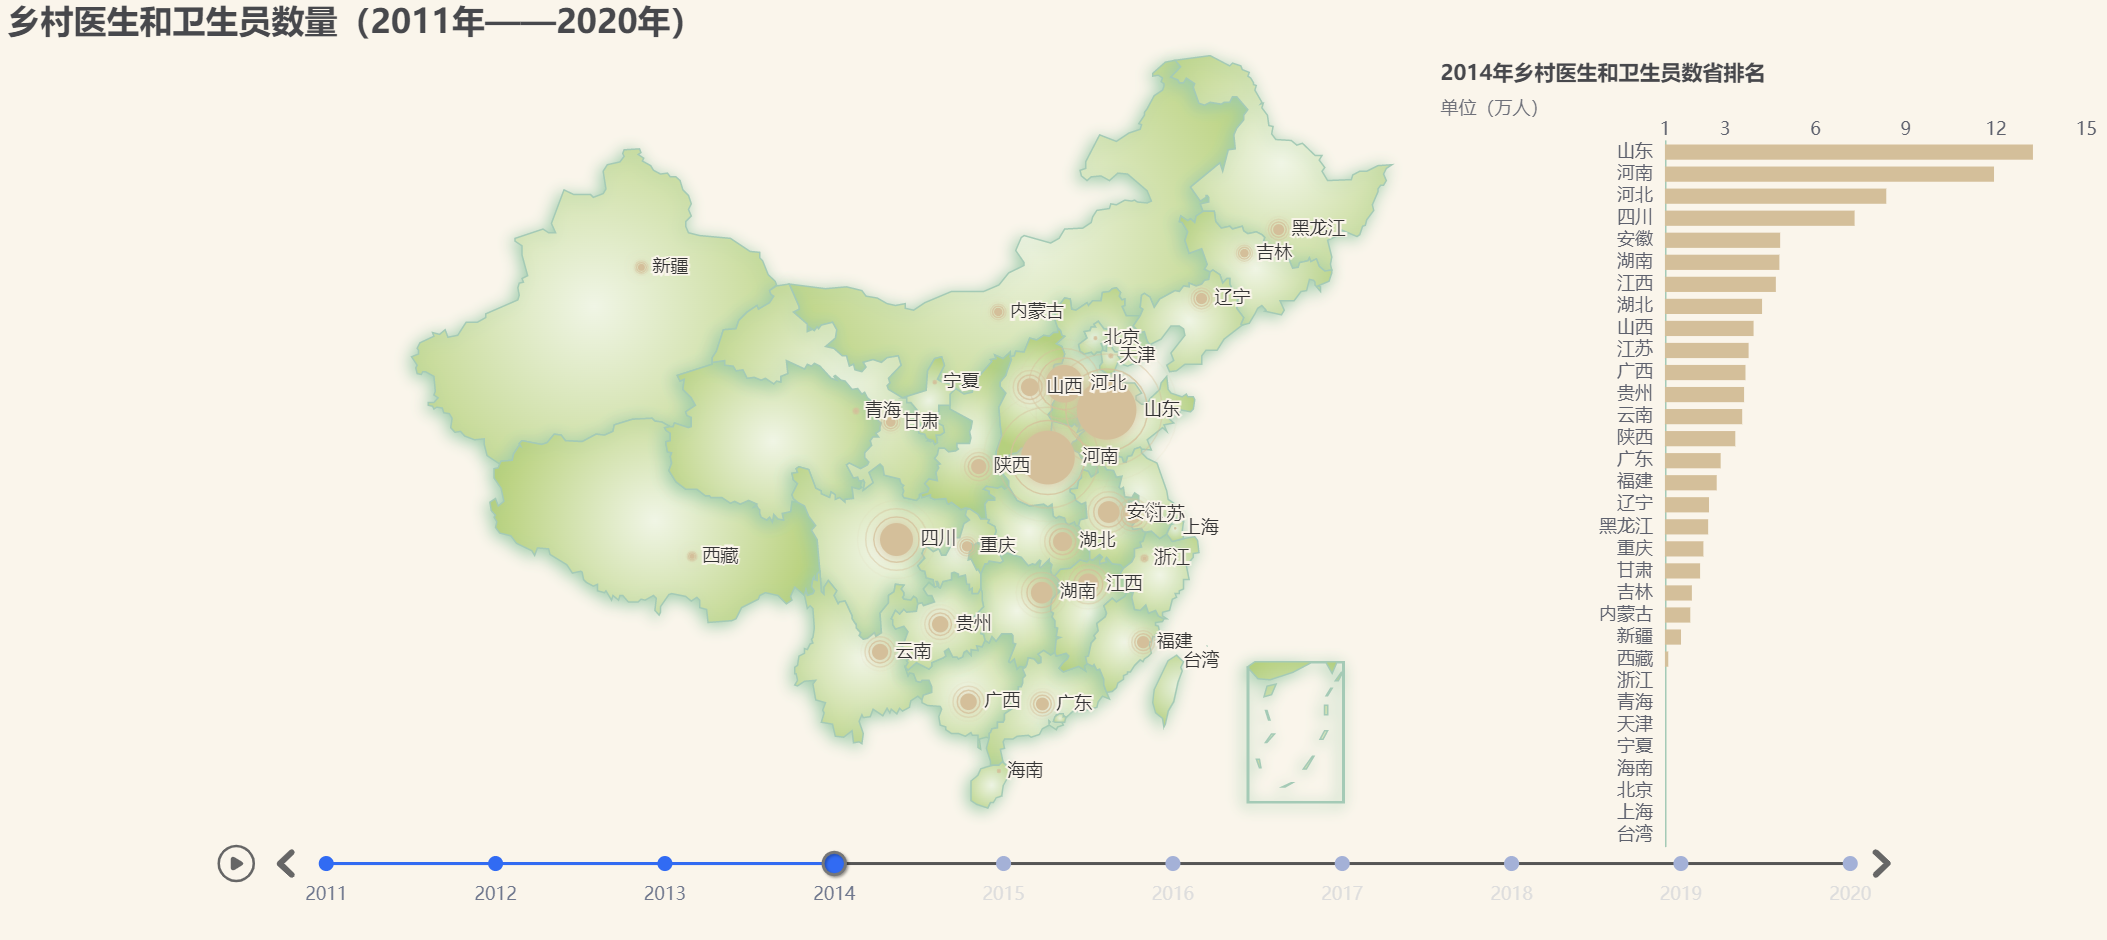 乡村医生和卫生员数量（2011年——2020年）
2014年乡村医生和卫生员数省排名
单位（万人）
1 3 6 9 12 15
山东
河南
河北
四川
安徽
湖南
江西
湖北
山西
江苏
广西
贵州
云南
陕西
广东
福建
辽宁
黑龙江
重庆
甘肃
吉林
内蒙古
新疆
西藏
浙江
青海
天津
宁夏
海南
北京
上海
台湾
黑龙江
吉林
新疆
辽宁
内蒙古
北京
天津
宁夏
山西
河北
青海
山东
甘肃
河南
陕西
安徽
江苏
上海
四川
湖北
重庆
西藏
浙江
江西
湖南
贵州
福建
云南
台湾
广西
广东
海南
2011 2012 2013 2014 2015 2016 2017 2018 2019 2020